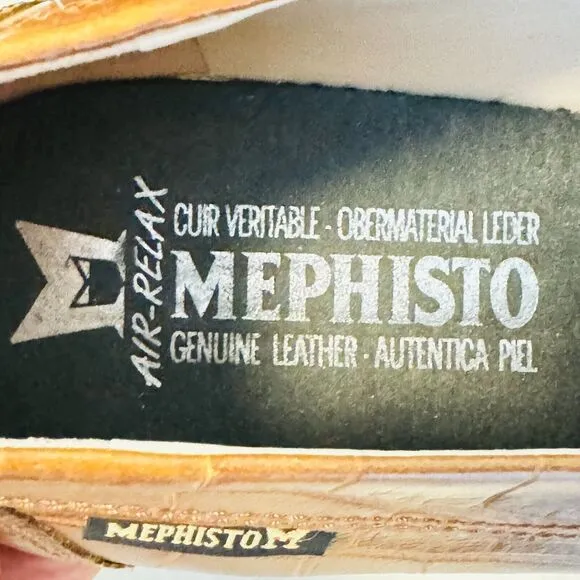 AIR-RELAX
CUIR VERITABLE - OBERMATERIAL LEDER
MEPHISTO
GENUINE LEATHER · AUTENTICA PIEL
MEPHISTO M